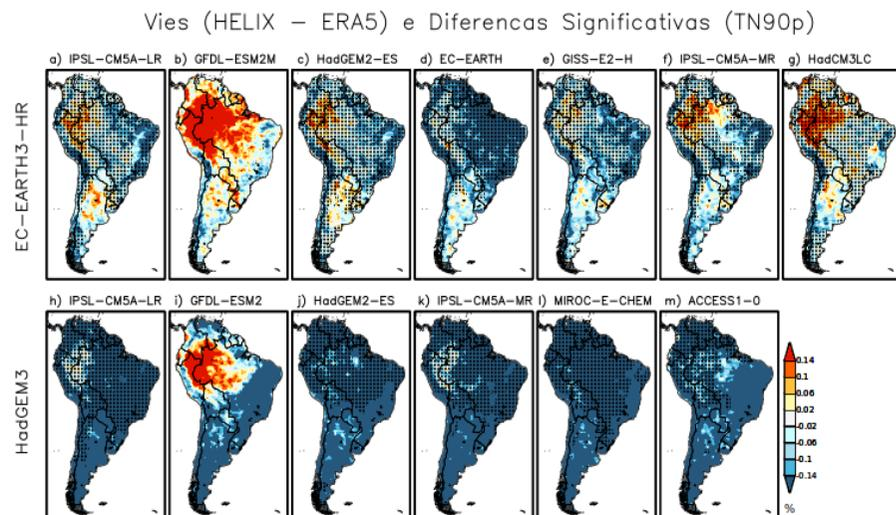 Vies (HELIX – ERA5) e Diferencas Significativas (TN90p)
a) IPSL–CM5A–LR b) GFDL–ESM2M c) HadGEM2–ES d) EC–EARTH e) GISS–E2–H f) IPSL–CM5A–MR g) HadCM3LC
EC–EARTH3–HR
h) IPSL–CM5A–LR i) GFDL–ESM2 j) HadGEM2–ES k) IPSL–CM5A–MR l) MIROC–E–CHEM m) ACCESS1–0
HadGEM3
0.14
0.1
0.06
0.02
-0.02
-0.06
-0.1
-0.14
%